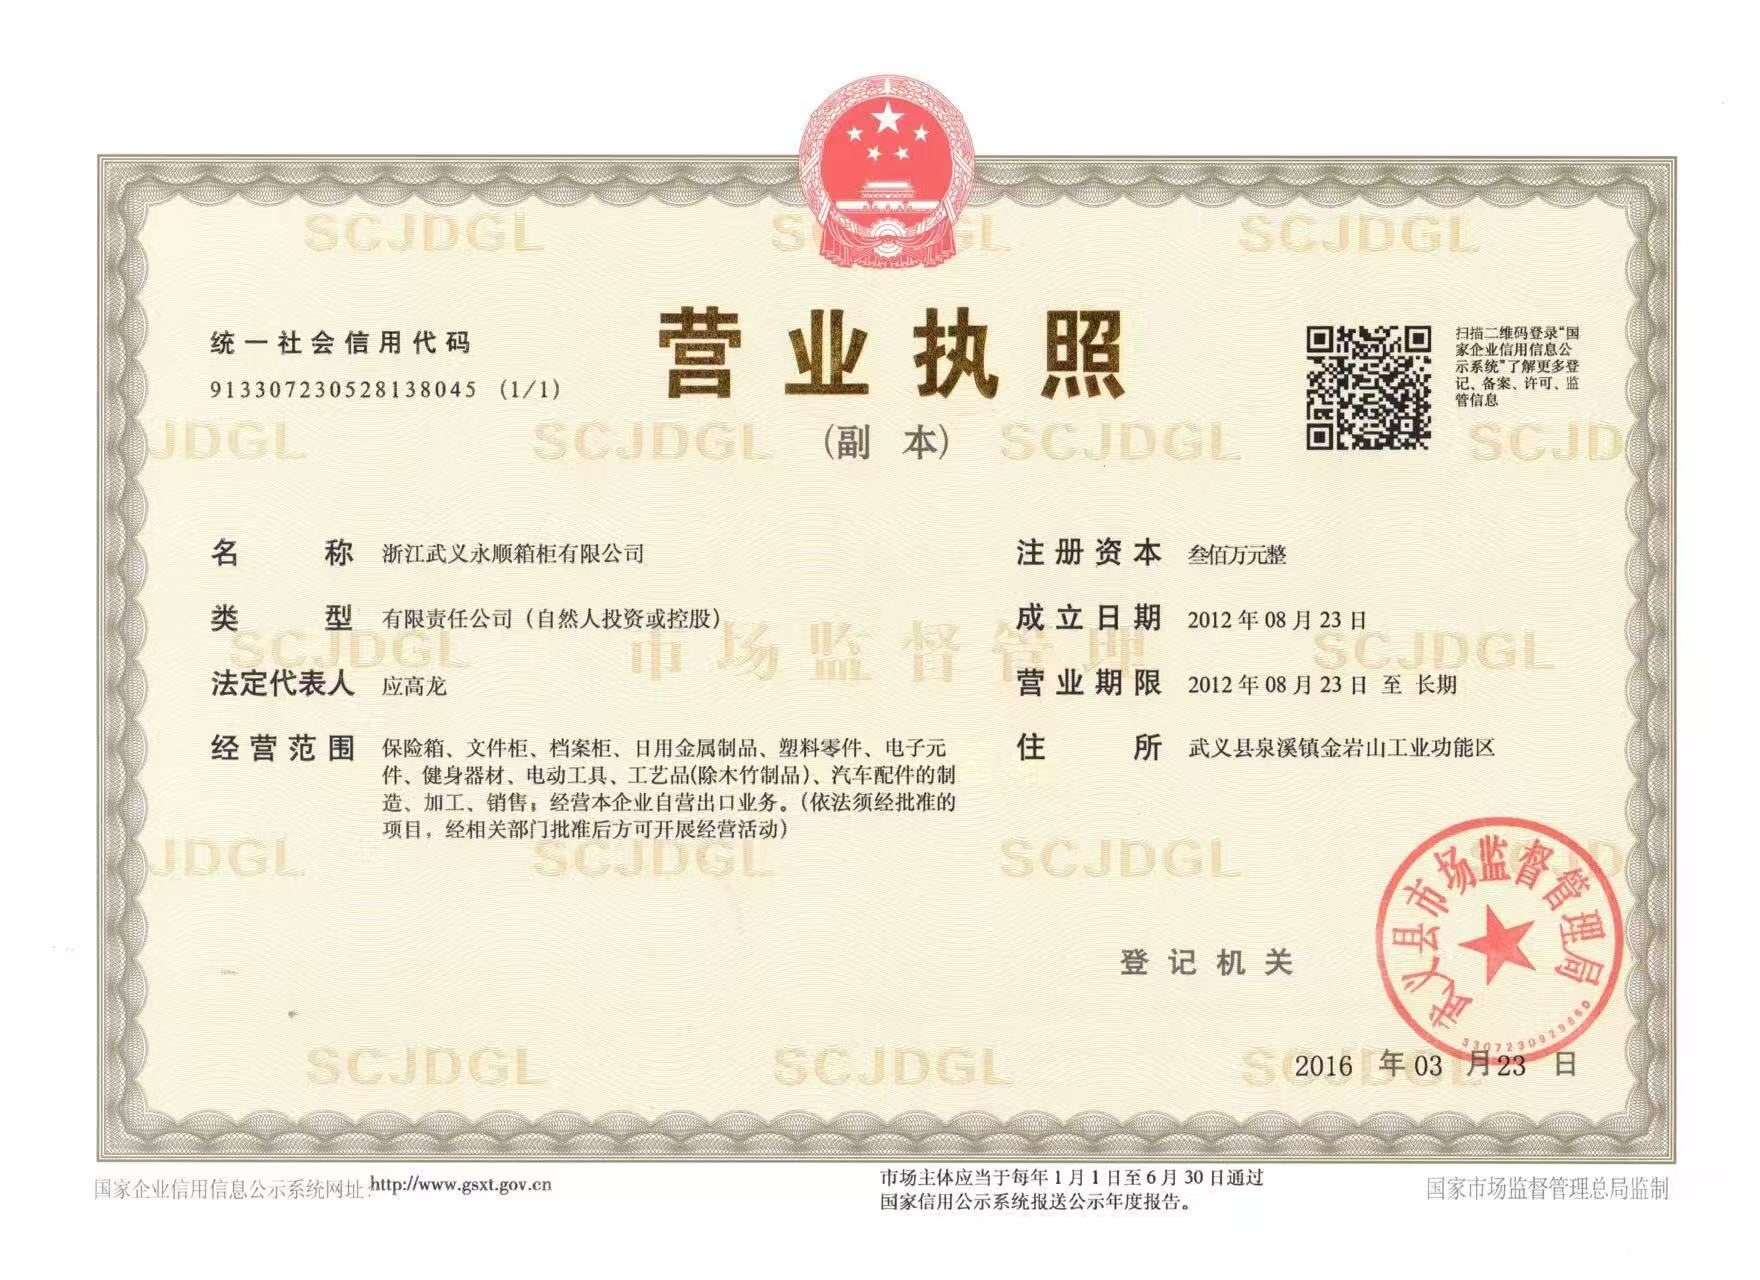 统一社会信用代码
913307230528138045 (1/1)
营业执照
(副 本)
扫描二维码登录“国
家企业信用信息公
示系统”了解更多登
记、备案、许可、监
管信息
名 称 浙江武义永顺箱柜有限公司
类 型 有限责任公司（自然人投资或控股）
法定代表人 应高龙
经营范围 保险箱、文件柜、档案柜、日用金属制品、塑料零件、电子元
件、健身器材、电动工具、工艺品(除木竹制品)、汽车配件的制
造、加工、销售；经营本企业自营出口业务。（依法须经批准的
项目，经相关部门批准后方可开展经营活动）
注册资本 叁佰万元整
成立日期 2012年08月23日
营业期限 2012年08月23日 至 长期
住 所 武义县泉溪镇金岩山工业功能区
SCJDGL
市场监督管理
登记机关
武义县市场监督管理局
2016 年 03 月 23 日
国家企业信用信息公示系统网址：http://www.gsxt.gov.cn
市场主体应当于每年1月1日至6月30日通过
国家信用公示系统报送公示年度报告。
国家市场监督管理总局监制